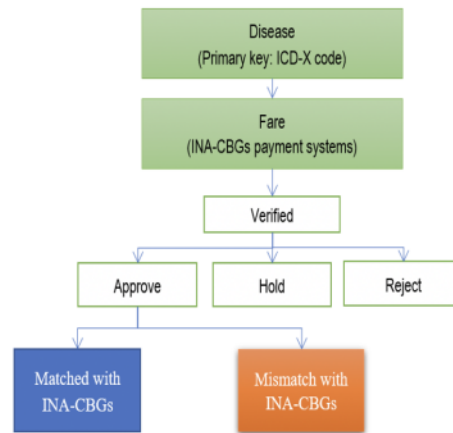 Disease
(Primary key: ICD-X code)
Fare
(INA-CBGs payment systems)
Verified
Approve
Hold
Reject
Matched with
INA-CBGs
Mismatch with
INA-CBGs